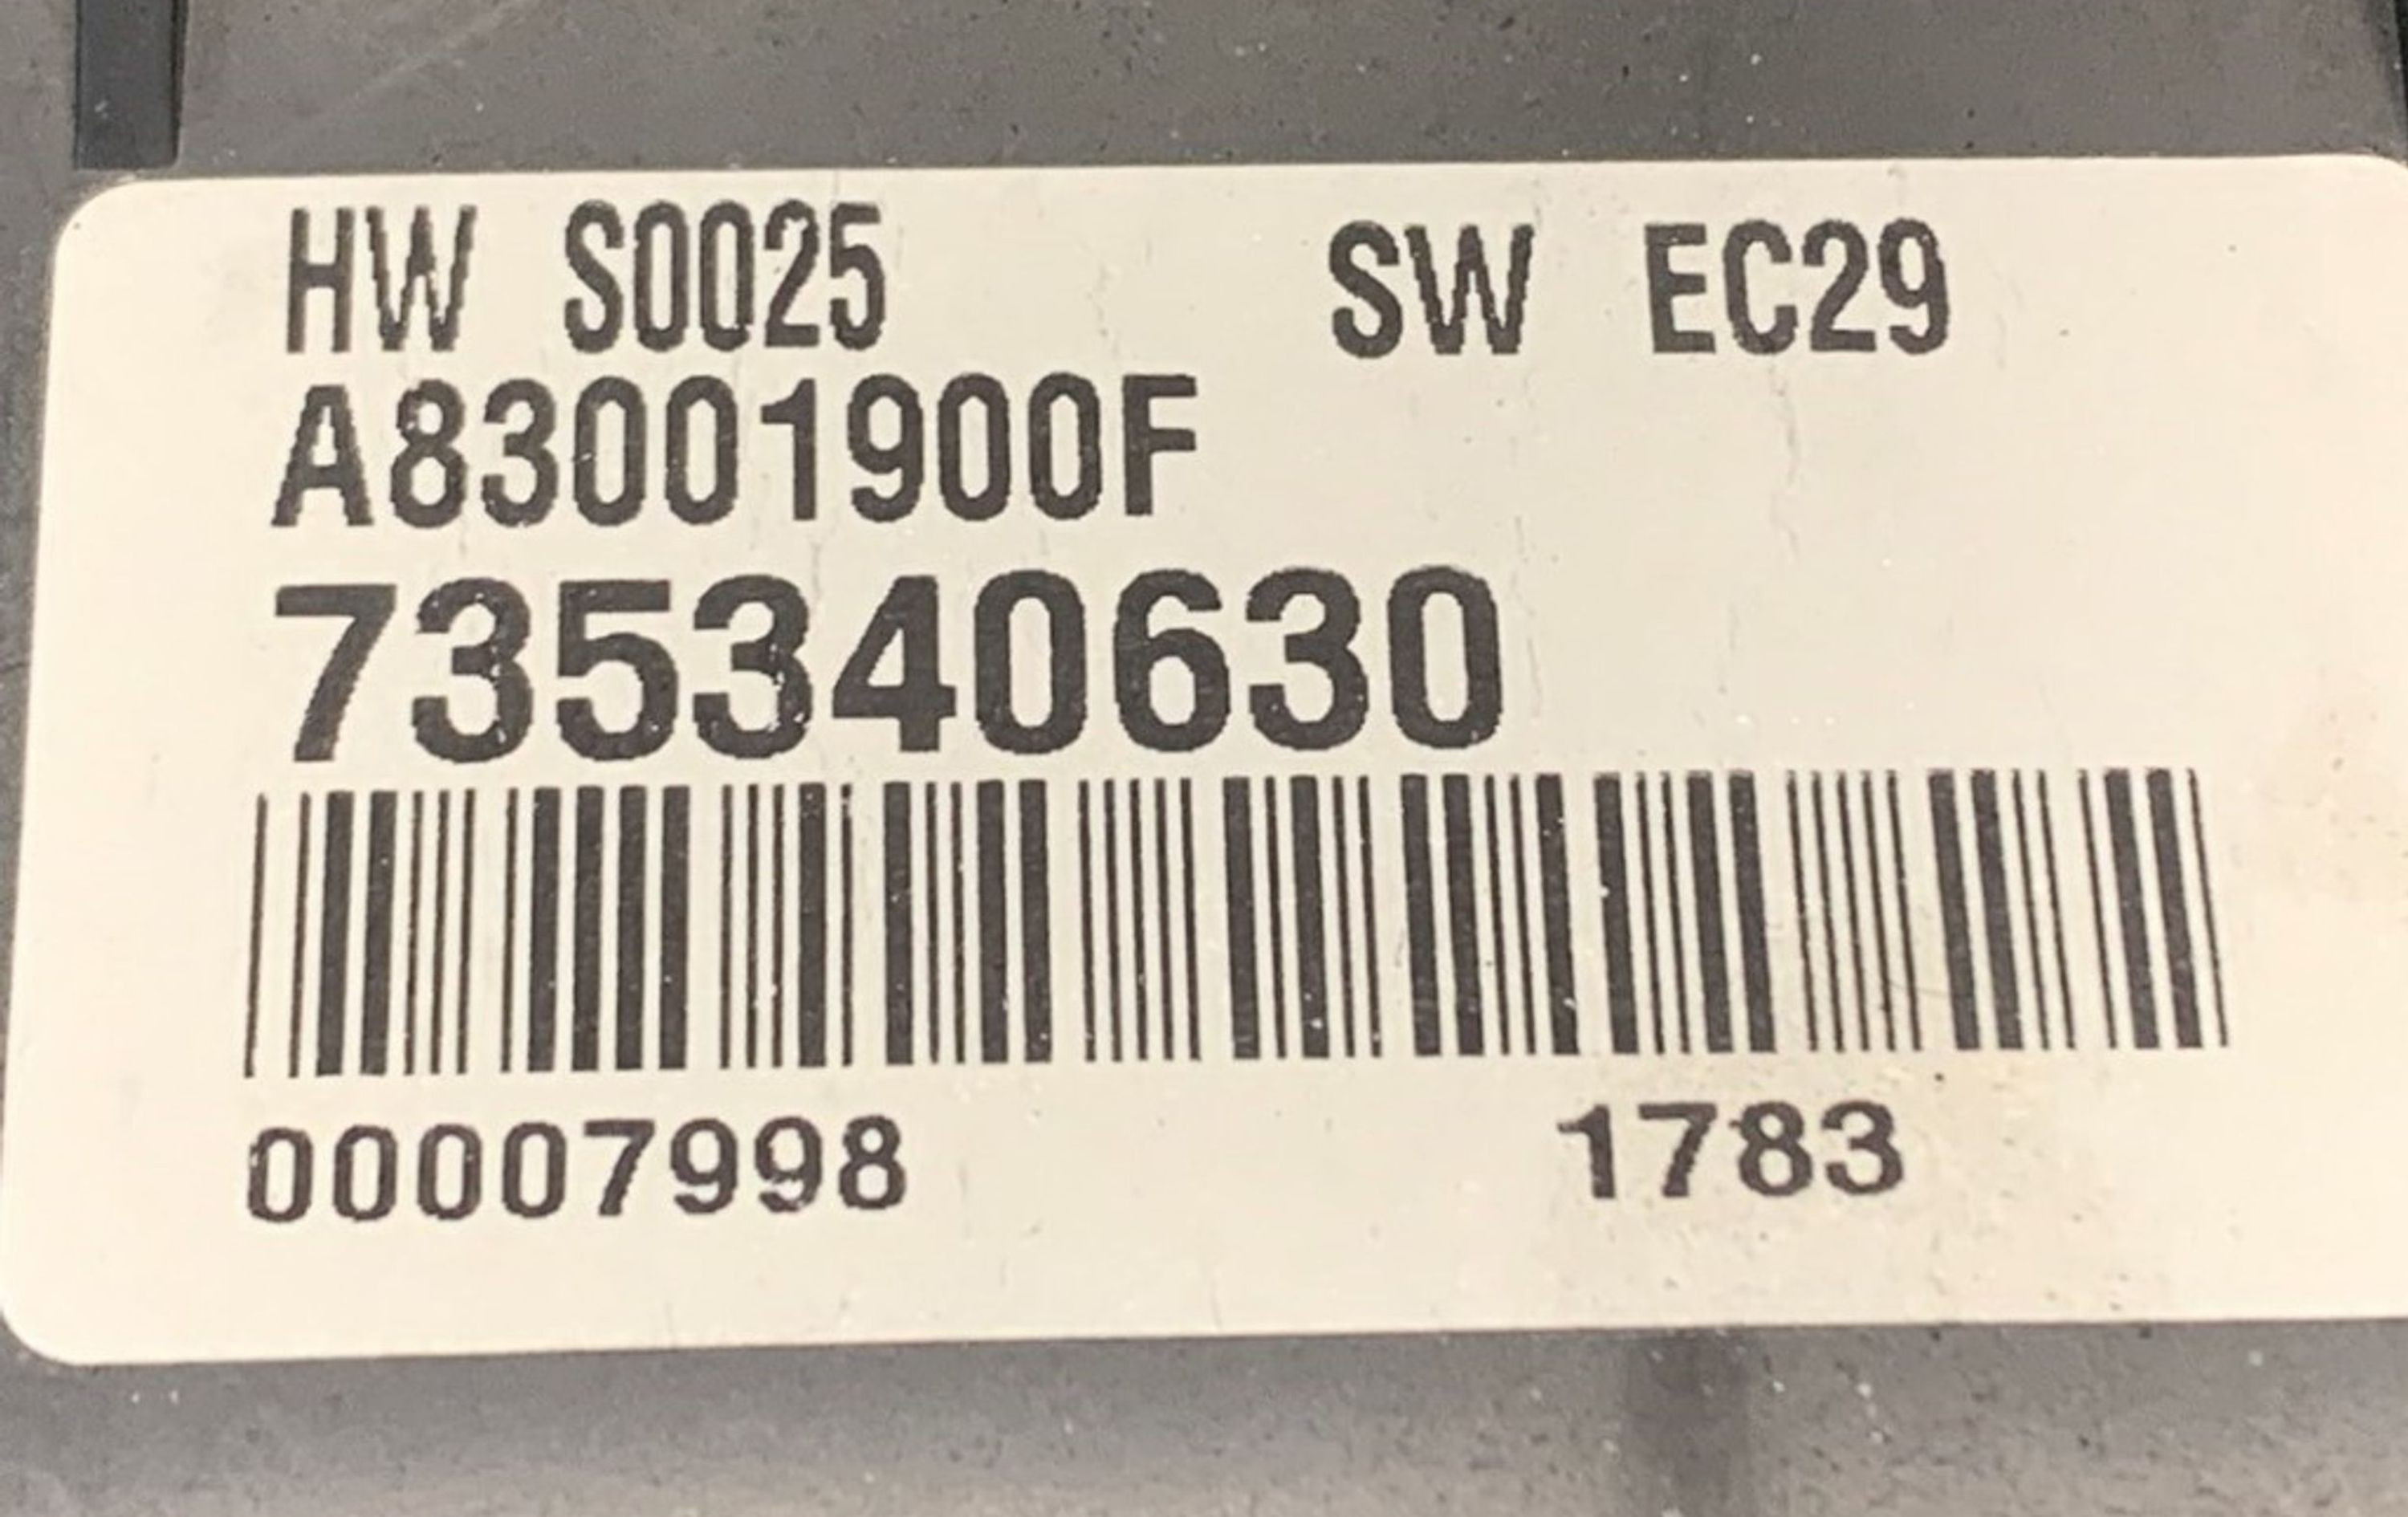 HW S0025 SW EC29
A83001900F
735340630
00007998 1783